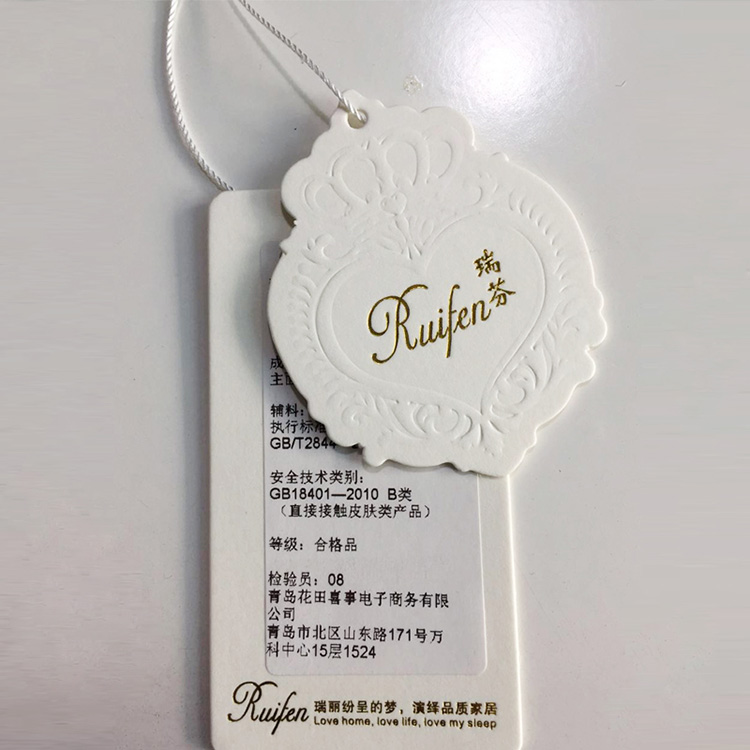 瑞芬
Ruifen
辅料：
执行标准
GB/T2844
安全技术类别：
GB18401—2010 B类
（直接接触皮肤类产品）
等级：合格品
检验员：08
青岛花田喜事电子商务有限
公司
青岛市北区山东路171号万
科中心15层1524
Ruifen 瑞丽纷呈的梦，演绎品质家居
Love home, love life, love my sleep